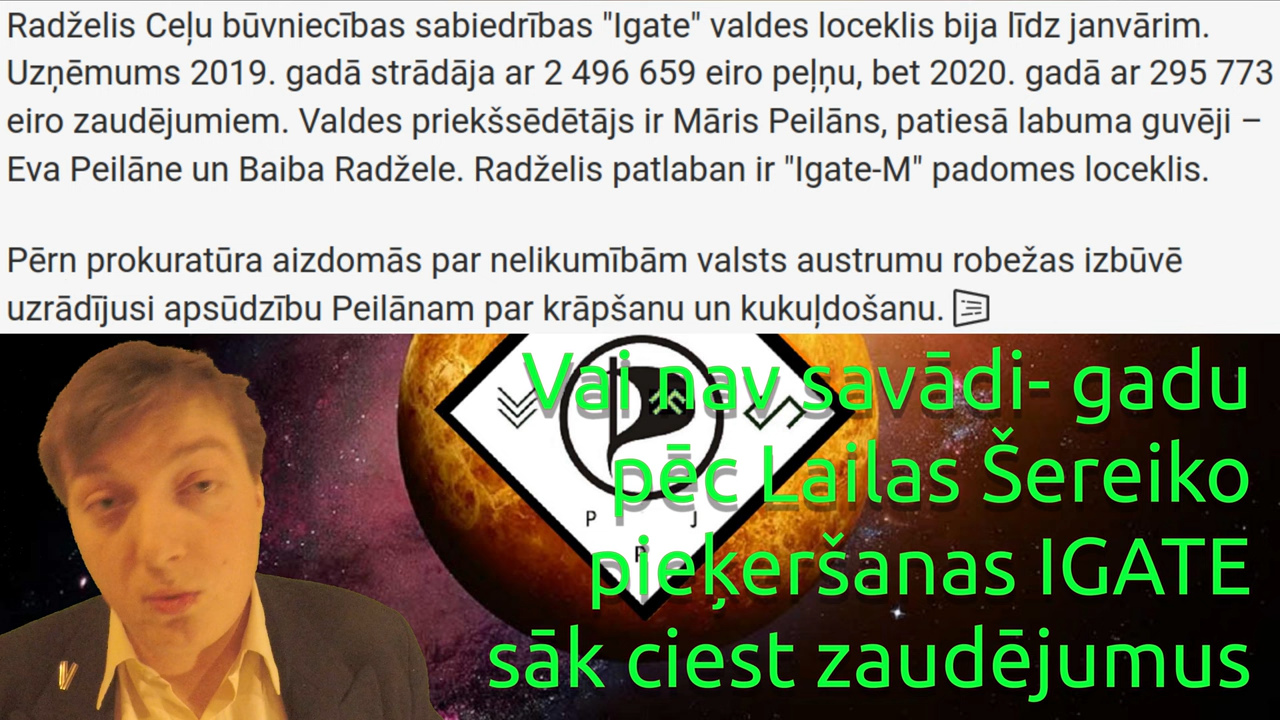 Radželis Ceļu būvniecības sabiedrības "Igate" valdes loceklis bija līdz janvārim.
Uzņēmums 2019. gadā strādāja ar 2 496 659 eiro peļņu, bet 2020. gadā ar 295 773
eiro zaudējumiem. Valdes priekšsēdētājs ir Māris Peilāns, patiesā labuma guvēji –
Eva Peilāne un Baiba Radžele. Radželis patlaban ir "Igate-M" padomes loceklis.
Pērn prokuratūra aizdomās par nelikumībām valsts austrumu robežas izbūvē
uzrādījusi apsūdzību Peilānam par krāpšanu un kukuļdošanu.
Vai nav savādi- gadu
pēc Lailas Šereiko
pieķeršanas IGATE
sāk ciest zaudējumus
P J
P